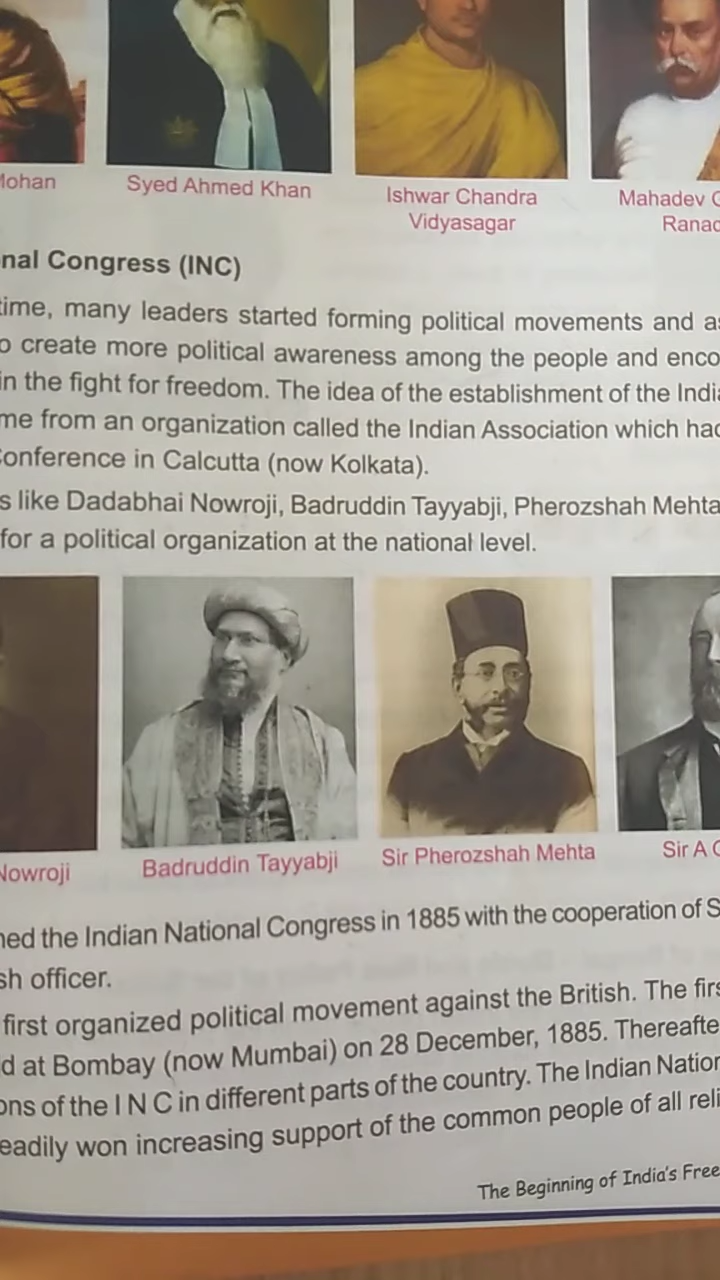 Mohan
Syed Ahmed Khan
Ishwar Chandra
Vidyasagar
Mahadev G
Ranad
nal Congress (INC)
time, many leaders started forming political movements and as
o create more political awareness among the people and enco
in the fight for freedom. The idea of the establishment of the India
me from an organization called the Indian Association which had
Conference in Calcutta (now Kolkata).
s like Dadabhai Nowroji, Badruddin Tayyabji, Pherozshah Mehta
for a political organization at the national level.
Nowroji
Badruddin Tayyabji
Sir Pherozshah Mehta
Sir A O
ned the Indian National Congress in 1885 with the cooperation of S
sh officer.
first organized political movement against the British. The firs
d at Bombay (now Mumbai) on 28 December, 1885. Thereafte
ons of the I N C in different parts of the country. The Indian Nation
eadily won increasing support of the common people of all reli
The Beginning of India's Free